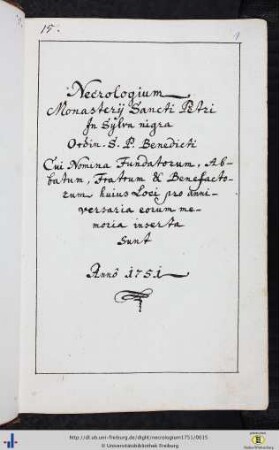 15.
1
Necrologium
Monasterij Sancti Petri
In Sylva nigra
Ordin. S. P. Benedicti
Cui Nomina Fundatorum, Ab-
batum, Fratrum & Benefacto-
rum huius Loci pro anni-
versaria eorum me-
moria inserta
Sunt
Anno 1751
http://dl.ub.uni-freiburg.de/diglit/necrologium1751/0015
© Universitätsbibliothek Freiburg